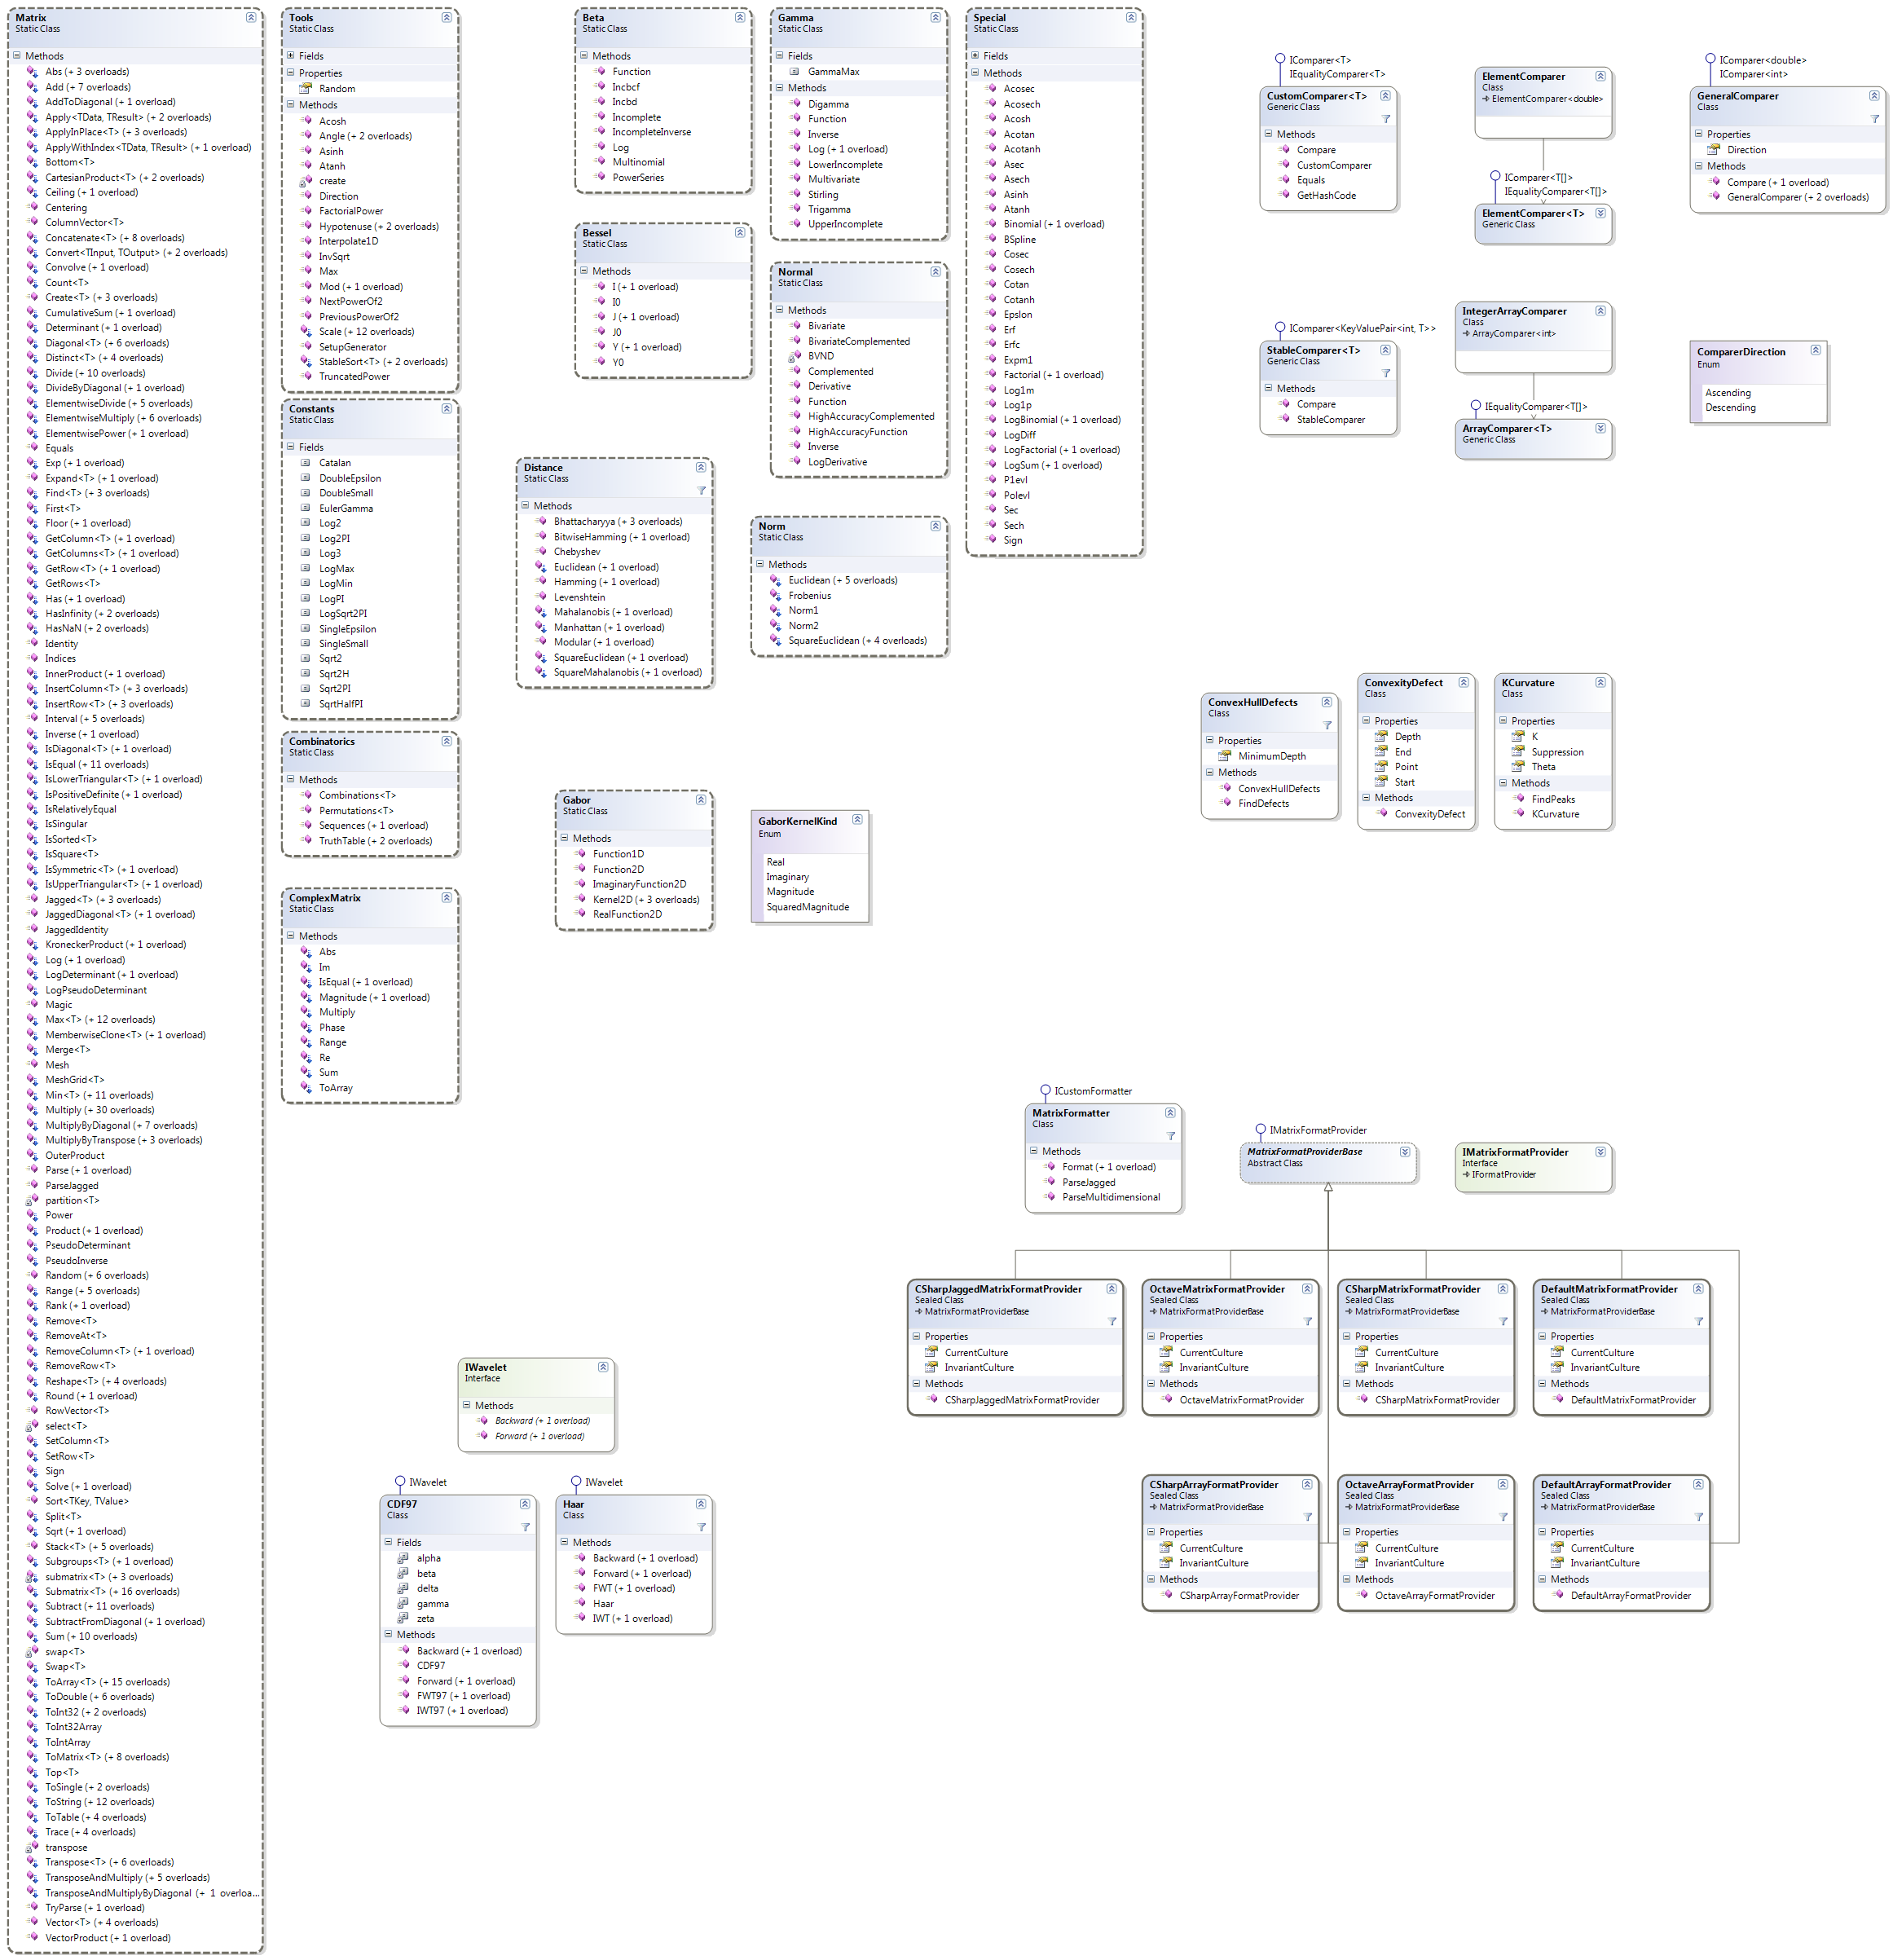 Matrix
Static Class
Methods
Abs (+ 3 overloads)
Add (+ 7 overloads)
AddToDiagonal (+ 1 overload)
Apply<TData, TResult> (+ 2 overloads)
ApplyInPlace<T> (+ 3 overloads)
ApplyWithIndex<TData, TResult> (+ 1 overload)
Bottom<T>
CartesianProduct<T> (+ 2 overloads)
Ceiling (+ 1 overload)
Centering
ColumnVector<T>
Concatenate<T> (+ 8 overloads)
Convert<TInput, TOutput> (+ 2 overloads)
Convolve (+ 1 overload)
Count<T>
Create<T> (+ 3 overloads)
CumulativeSum (+ 1 overload)
Determinant (+ 1 overload)
Diagonal<T> (+ 6 overloads)
Distinct<T> (+ 4 overloads)
Divide (+ 10 overloads)
DivideByDiagonal (+ 1 overload)
ElementwiseDivide (+ 5 overloads)
ElementwiseMultiply (+ 6 overloads)
ElementwisePower (+ 1 overload)
Equals
Exp (+ 1 overload)
Expand<T> (+ 1 overload)
Find<T> (+ 3 overloads)
First<T>
Floor (+ 1 overload)
GetColumn<T> (+ 1 overload)
GetColumns<T> (+ 1 overload)
GetRow<T> (+ 1 overload)
GetRows<T>
Has (+ 1 overload)
HasInfinity (+ 2 overloads)
HasNaN (+ 2 overloads)
Identity
Indices
InnerProduct (+ 1 overload)
InsertColumn<T> (+ 3 overloads)
InsertRow<T> (+ 3 overloads)
Interval (+ 5 overloads)
Inverse (+ 1 overload)
IsDiagonal<T> (+ 1 overload)
IsEqual (+ 11 overloads)
IsLowerTriangular<T> (+ 1 overload)
IsPositiveDefinite (+ 1 overload)
IsRelativelyEqual
IsSingular
IsSorted<T>
IsSquare<T>
IsSymmetric<T> (+ 1 overload)
IsUpperTriangular<T> (+ 1 overload)
Jagged<T> (+ 3 overloads)
JaggedDiagonal<T> (+ 1 overload)
JaggedIdentity
KroneckerProduct (+ 1 overload)
Log (+ 1 overload)
LogDeterminant (+ 1 overload)
LogPseudoDeterminant
Magic
Max<T> (+ 12 overloads)
MemberwiseClone<T> (+ 1 overload)
Merge<T>
Mesh
MeshGrid<T>
Min<T> (+ 11 overloads)
Multiply (+ 30 overloads)
MultiplyByDiagonal (+ 7 overloads)
MultiplyByTranspose (+ 3 overloads)
OuterProduct
Parse (+ 1 overload)
ParseJagged
partition<T>
Power
Product (+ 1 overload)
PseudoDeterminant
PseudoInverse
Random (+ 6 overloads)
Range (+ 5 overloads)
Rank (+ 1 overload)
Remove<T>
RemoveAt<T>
RemoveColumn<T> (+ 1 overload)
RemoveRow<T>
Reshape<T> (+ 4 overloads)
Round (+ 1 overload)
RowVector<T>
select<T>
SetColumn<T>
SetRow<T>
Sign
Solve (+ 1 overload)
Sort<TKey, TValue>
Split<T>
Sqrt (+ 1 overload)
Stack<T> (+ 5 overloads)
Subgroups<T> (+ 1 overload)
submatrix<T> (+ 3 overloads)
Submatrix<T> (+ 16 overloads)
Subtract (+ 11 overloads)
SubtractFromDiagonal (+ 1 overload)
Sum (+ 10 overloads)
swap<T>
Swap<T>
ToArray<T> (+ 15 overloads)
ToDouble (+ 6 overloads)
ToInt32 (+ 2 overloads)
ToInt32Array
ToIntArray
ToMatrix<T> (+ 8 overloads)
Top<T>
ToSingle (+ 2 overloads)
ToString (+ 12 overloads)
ToTable (+ 4 overloads)
Trace (+ 4 overloads)
transpose
Transpose<T> (+ 6 overloads)
TransposeAndMultiply (+ 5 overloads)
TransposeAndMultiplyByDiagonal (+ 1 overloa...
TryParse (+ 1 overload)
Vector<T> (+ 4 overloads)
VectorProduct (+ 1 overload)
Tools
Static Class
Fields
Properties
Random
Methods
Acosh
Angle (+ 2 overloads)
Asinh
Atanh
create
Direction
FactorialPower
Hypotenuse (+ 2 overloads)
Interpolate1D
InvSqrt
Max
Mod (+ 1 overload)
NextPowerOf2
PreviousPowerOf2
Scale (+ 12 overloads)
SetupGenerator
StableSort<T> (+ 2 overloads)
TruncatedPower
Constants
Static Class
Fields
Catalan
DoubleEpsilon
DoubleSmall
EulerGamma
Log2
Log2PI
Log3
LogMax
LogMin
LogPI
LogSqrt2PI
SingleEpsilon
SingleSmall
Sqrt2
Sqrt2H
Sqrt2PI
SqrtHalfPI
Combinatorics
Static Class
Methods
Combinations<T>
Permutations<T>
Sequences (+ 1 overload)
TruthTable (+ 2 overloads)
ComplexMatrix
Static Class
Methods
Abs
Im
IsEqual (+ 1 overload)
Magnitude (+ 1 overload)
Multiply
Phase
Range
Re
Sum
ToArray
Beta
Static Class
Methods
Function
Incbcf
Incbd
Incomplete
IncompleteInverse
Log
Multinomial
PowerSeries
Bessel
Static Class
Methods
I (+ 1 overload)
I0
J (+ 1 overload)
J0
Y (+ 1 overload)
Y0
Distance
Static Class
Methods
Bhattacharyya (+ 3 overloads)
BitwiseHamming (+ 1 overload)
Chebyshev
Euclidean (+ 1 overload)
Hamming (+ 1 overload)
Levenshtein
Mahalanobis (+ 1 overload)
Manhattan (+ 1 overload)
Modular (+ 1 overload)
SquareEuclidean (+ 1 overload)
SquareMahalanobis (+ 1 overload)
Gabor
Static Class
Methods
Function1D
Function2D
ImaginaryFunction2D
Kernel2D (+ 3 overloads)
RealFunction2D
Gamma
Static Class
Fields
GammaMax
Methods
Digamma
Function
Inverse
Log (+ 1 overload)
LowerIncomplete
Multivariate
Stirling
Trigamma
UpperIncomplete
Normal
Static Class
Methods
Bivariate
BivariateComplemented
BVND
Complemented
Derivative
Function
HighAccuracyComplemented
HighAccuracyFunction
Inverse
LogDerivative
Norm
Static Class
Methods
Euclidean (+ 5 overloads)
Frobenius
Norm1
Norm2
SquareEuclidean (+ 4 overloads)
GaborKernelKind
Enum
Real
Imaginary
Magnitude
SquaredMagnitude
Special
Static Class
Fields
Methods
Acosec
Acosech
Acosh
Acotan
Acotanh
Asec
Asech
Asinh
Atanh
Binomial (+ 1 overload)
BSpline
Cosec
Cosech
Cotan
Cotanh
Epslon
Erf
Erfc
Expm1
Factorial (+ 1 overload)
Log1m
Log1p
LogBinomial (+ 1 overload)
LogDiff
LogFactorial (+ 1 overload)
LogSum (+ 1 overload)
P1evl
Polevl
Sec
Sech
Sign
IComparer<T>
IEqualityComparer<T>
CustomComparer<T>
Generic Class
Methods
Compare
CustomComparer
Equals
GetHashCode
ElementComparer
Class
ElementComparer<double>
IComparer<T[]>
IEqualityComparer<T[]>
ElementComparer<T>
Generic Class
IComparer<double>
IComparer<int>
GeneralComparer
Class
Properties
Direction
Methods
Compare (+ 1 overload)
GeneralComparer (+ 2 overloads)
IComparer<KeyValuePair<int, T>>
StableComparer<T>
Generic Class
Methods
Compare
StableComparer
IntegerArrayComparer
Class
ArrayComparer<int>
IEqualityComparer<T[]>
ArrayComparer<T>
Generic Class
ComparerDirection
Enum
Ascending
Descending
ConvexHullDefects
Class
Properties
MinimumDepth
Methods
ConvexHullDefects
FindDefects
ConvexityDefect
Class
Properties
Depth
End
Point
Start
Methods
ConvexityDefect
KCurvature
Class
Properties
K
Suppression
Theta
Methods
FindPeaks
KCurvature
ICustomFormatter
MatrixFormatter
Class
Methods
Format (+ 1 overload)
ParseJagged
ParseMultidimensional
IMatrixFormatProvider
MatrixFormatProviderBase
Abstract Class
IMatrixFormatProvider
Interface
IFormatProvider
CSharpJaggedMatrixFormatProvider
Sealed Class
MatrixFormatProviderBase
Properties
CurrentCulture
InvariantCulture
Methods
CSharpJaggedMatrixFormatProvider
OctaveMatrixFormatProvider
Sealed Class
MatrixFormatProviderBase
Properties
CurrentCulture
InvariantCulture
Methods
OctaveMatrixFormatProvider
CSharpMatrixFormatProvider
Sealed Class
MatrixFormatProviderBase
Properties
CurrentCulture
InvariantCulture
Methods
CSharpMatrixFormatProvider
DefaultMatrixFormatProvider
Sealed Class
MatrixFormatProviderBase
Properties
CurrentCulture
InvariantCulture
Methods
DefaultMatrixFormatProvider
CSharpArrayFormatProvider
Sealed Class
MatrixFormatProviderBase
Properties
CurrentCulture
InvariantCulture
Methods
CSharpArrayFormatProvider
OctaveArrayFormatProvider
Sealed Class
MatrixFormatProviderBase
Properties
CurrentCulture
InvariantCulture
Methods
OctaveArrayFormatProvider
DefaultArrayFormatProvider
Sealed Class
MatrixFormatProviderBase
Properties
CurrentCulture
InvariantCulture
Methods
DefaultArrayFormatProvider
IWavelet
Interface
Methods
Backward (+ 1 overload)
Forward (+ 1 overload)
IWavelet
CDF97
Class
Fields
alpha
beta
delta
gamma
zeta
Methods
Backward (+ 1 overload)
CDF97
Forward (+ 1 overload)
FWT97 (+ 1 overload)
IWT97 (+ 1 overload)
IWavelet
Haar
Class
Methods
Backward (+ 1 overload)
Forward (+ 1 overload)
FWT (+ 1 overload)
Haar
IWT (+ 1 overload)